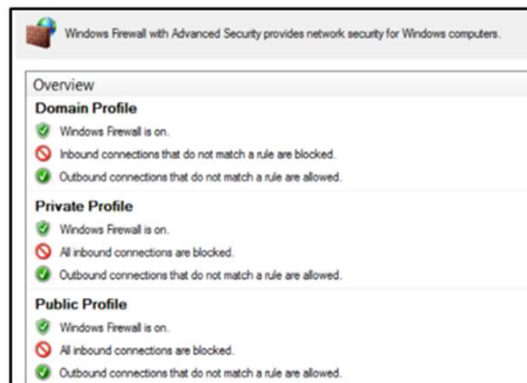 Windows Firewall with Advanced Security provides network security for Windows computers.
Overview
Domain Profile
Windows Firewall is on.
Inbound connections that do not match a rule are blocked.
Outbound connections that do not match a rule are allowed.
Private Profile
Windows Firewall is on.
All inbound connections are blocked.
Outbound connections that do not match a rule are allowed.
Public Profile
Windows Firewall is on.
All inbound connections are blocked.
Outbound connections that do not match a rule are allowed.